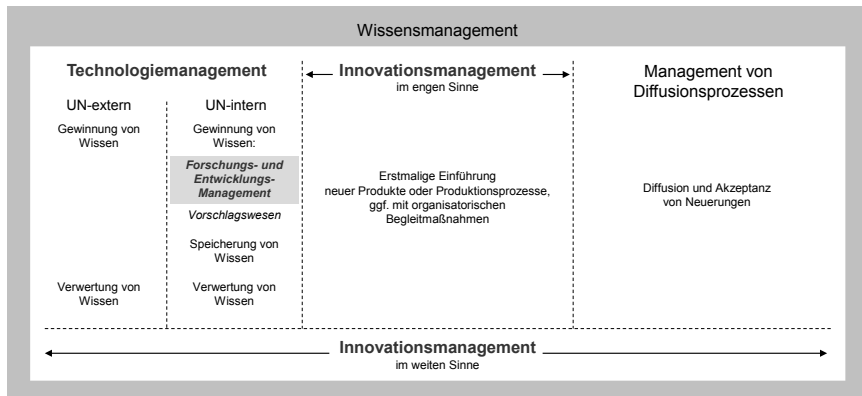 Wissensmanagement
Technologiemanagement
UN-extern
Gewinnung von
Wissen
Verwertung von
Wissen
UN-intern
Gewinnung von
Wissen:
Forschungs- und
Entwicklungs-
Management
Vorschlagswesen
Speicherung von
Wissen
Verwertung von
Wissen
Innovationsmanagement
im engen Sinne
Erstmalige Einführung
neuer Produkte oder Produktionsprozesse,
ggf. mit organisatorischen
Begleitmaßnahmen
Management von
Diffusionsprozessen
Diffusion und Akzeptanz
von Neuerungen
Innovationsmanagement
im weiten Sinne